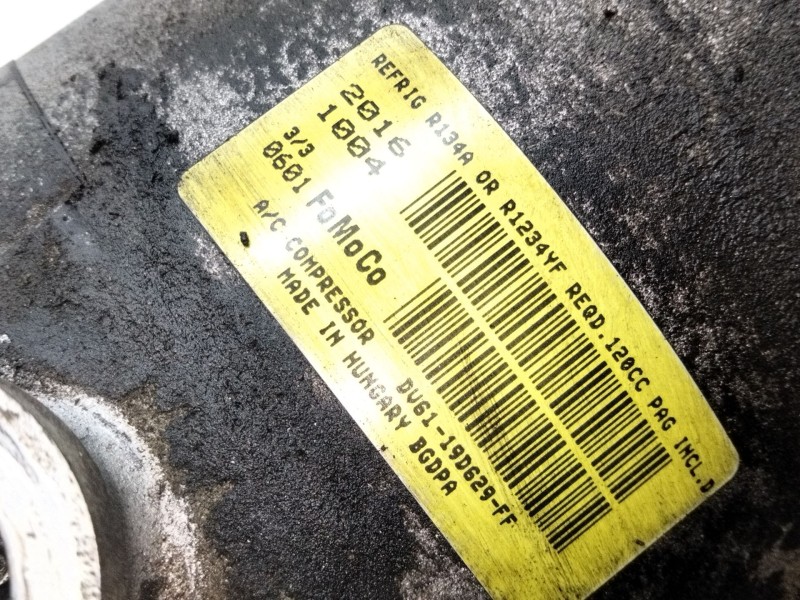 REFRIG R134A OR R1234YF REQD.120CC PAG INCL.D
2016
1004
3/3
0601 FoMoCo
A/C COMPRESSOR DV61-19D629-FF
MADE IN HUNGARY BGDPA